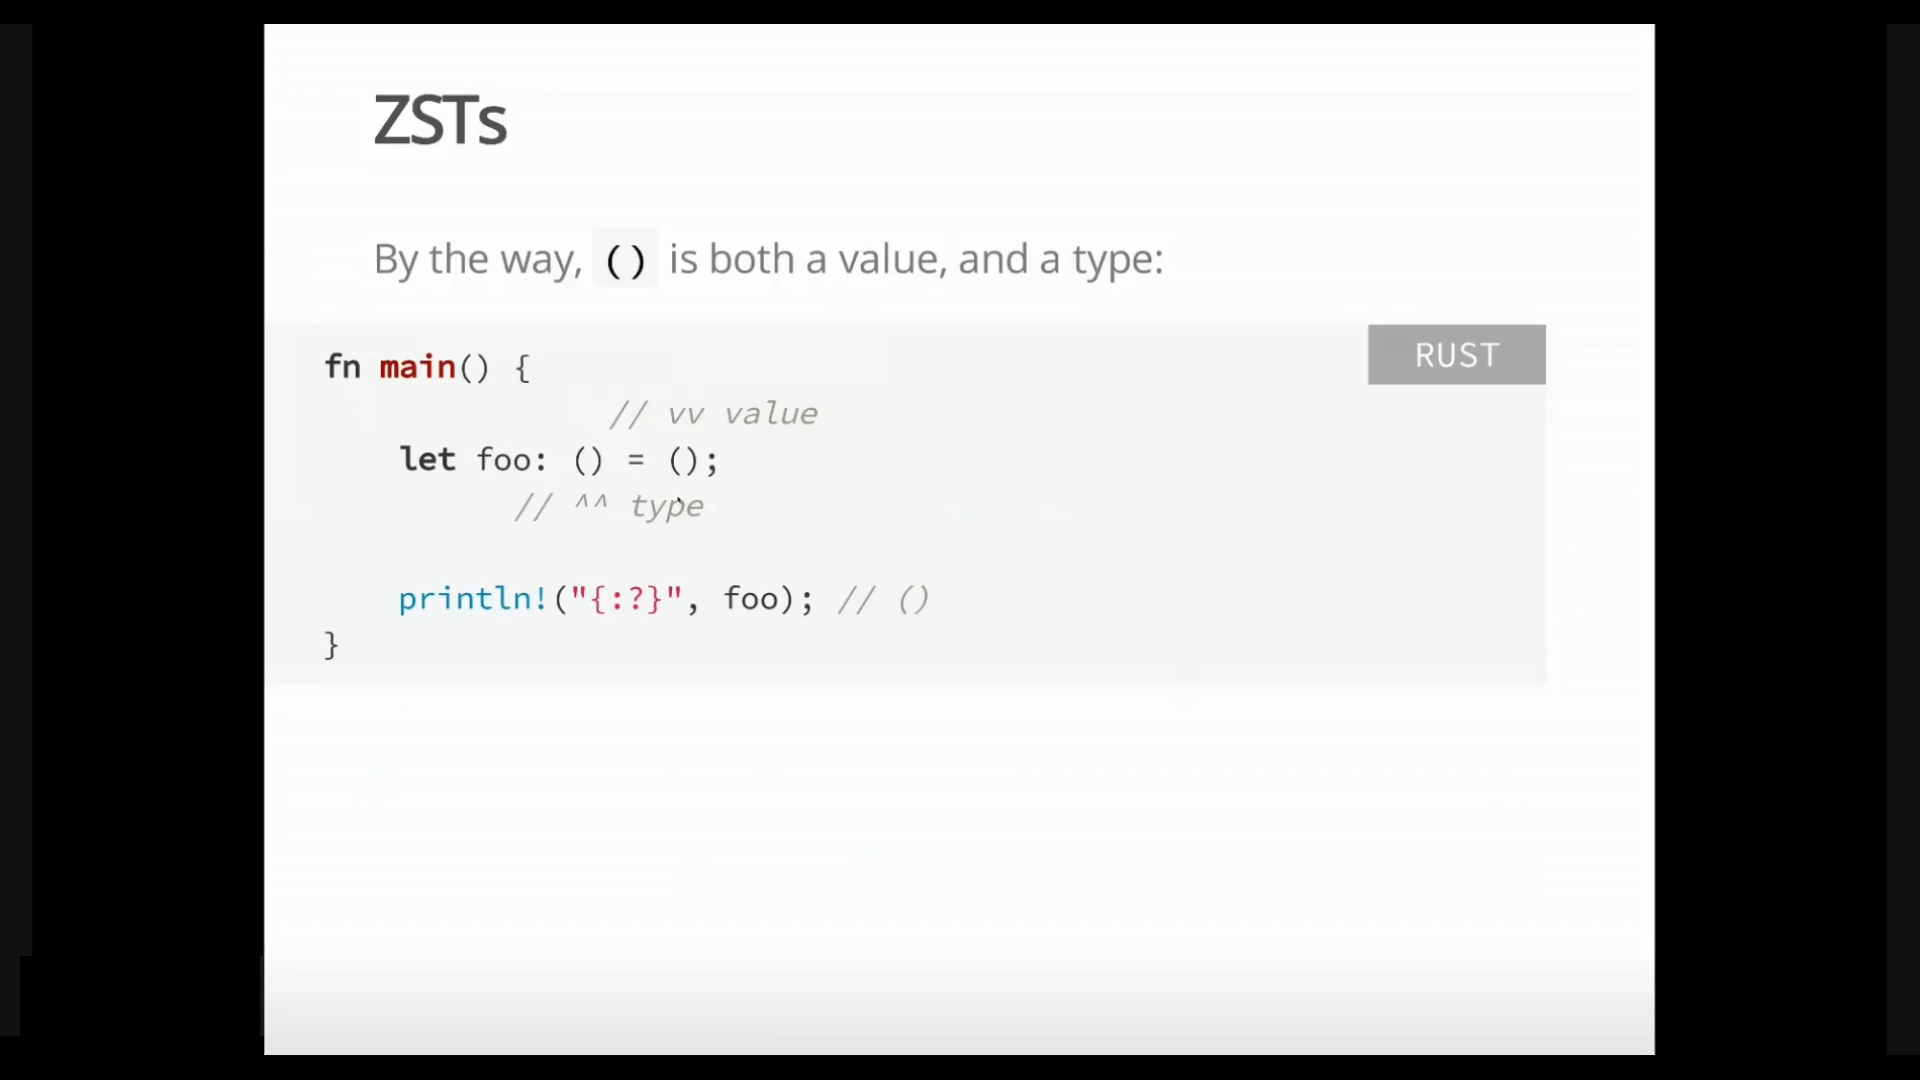 ZSTs
By the way, () is both a value, and a type:
RUST
fn main() {
// vv value
let foo: () = ();
// ^^ type
println!("{:?}", foo); // ()
}